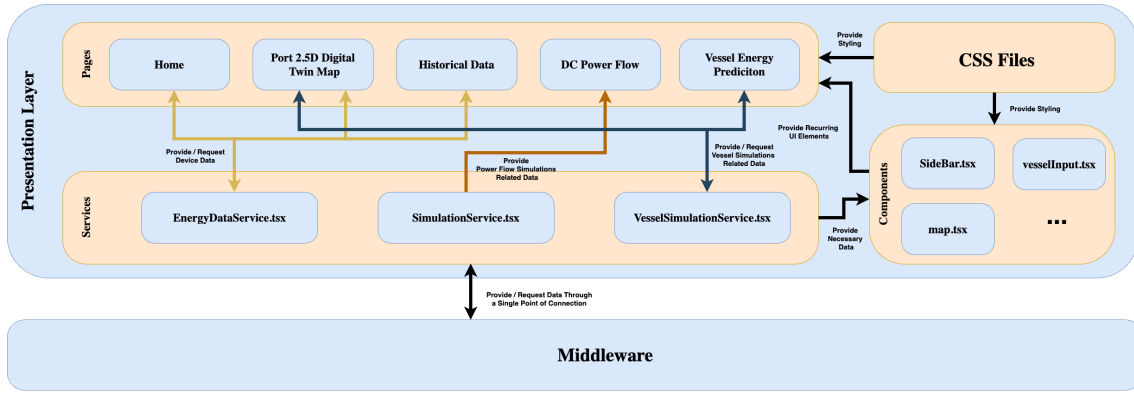 Presentation Layer
Pages
Home
Port 2.5D Digital
Twin Map
Historical Data
DC Power Flow
Vessel Energy
Prediciton
Provide
Styling
CSS Files
Provide Styling
Provide Recurring
UI Elements
Provide / Request
Device Data
Provide
Power Flow Simulations
Related Data
Provide / Request
Vessel Simulations
Related Data
Services
EnergyDataService.tsx
SimulationService.tsx
VesselSimulationService.tsx
Provide
Necessary
Data
Components
SideBar.tsx
vesselInput.tsx
map.tsx
...
Provide / Request Data Through
a Single Point of Connection
Middleware